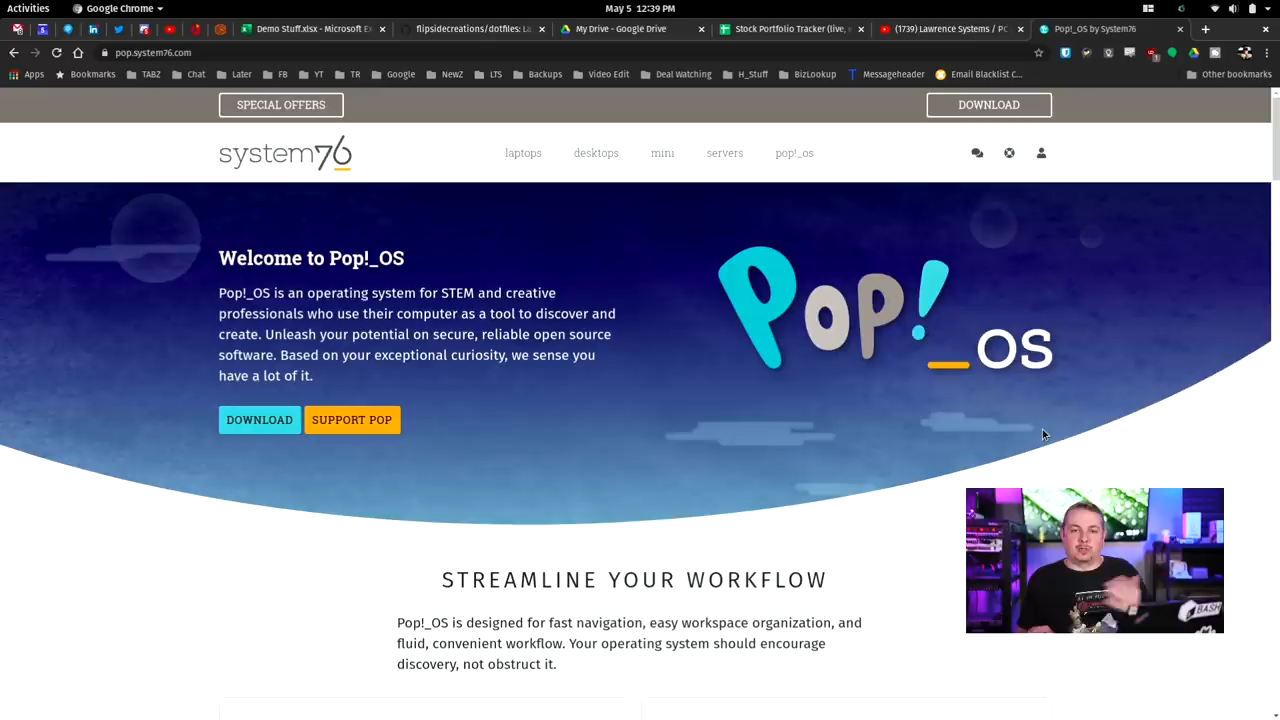 Activities
Google Chrome
May 5 12:39 PM
Demo Stuff.xlsx - Microsoft Ex
flipsidecreations/dotfiles: La
My Drive - Google Drive
Stock Portfolio Tracker (live,
(1739) Lawrence Systems / PC
Pop!_OS by System76
pop.system76.com
Apps
Bookmarks
TABZ
Chat
Later
FB
YT
TR
Google
NewZ
LTS
Backups
Video Edit
Deal Watching
H_Stuff
BizLookup
Messageheader
Email Blacklist C...
Other bookmarks
SPECIAL OFFERS
DOWNLOAD
system76
laptops
desktops
mini
servers
pop!_os
Welcome to Pop!_OS
Pop!_OS is an operating system for STEM and creative
professionals who use their computer as a tool to discover and
create. Unleash your potential on secure, reliable open source
software. Based on your exceptional curiosity, we sense you
have a lot of it.
DOWNLOAD
SUPPORT POP
Pop!_OS
STREAMLINE YOUR WORKFLOW
Pop!_OS is designed for fast navigation, easy workspace organization, and
fluid, convenient workflow. Your operating system should encourage
discovery, not obstruct it.
BASH